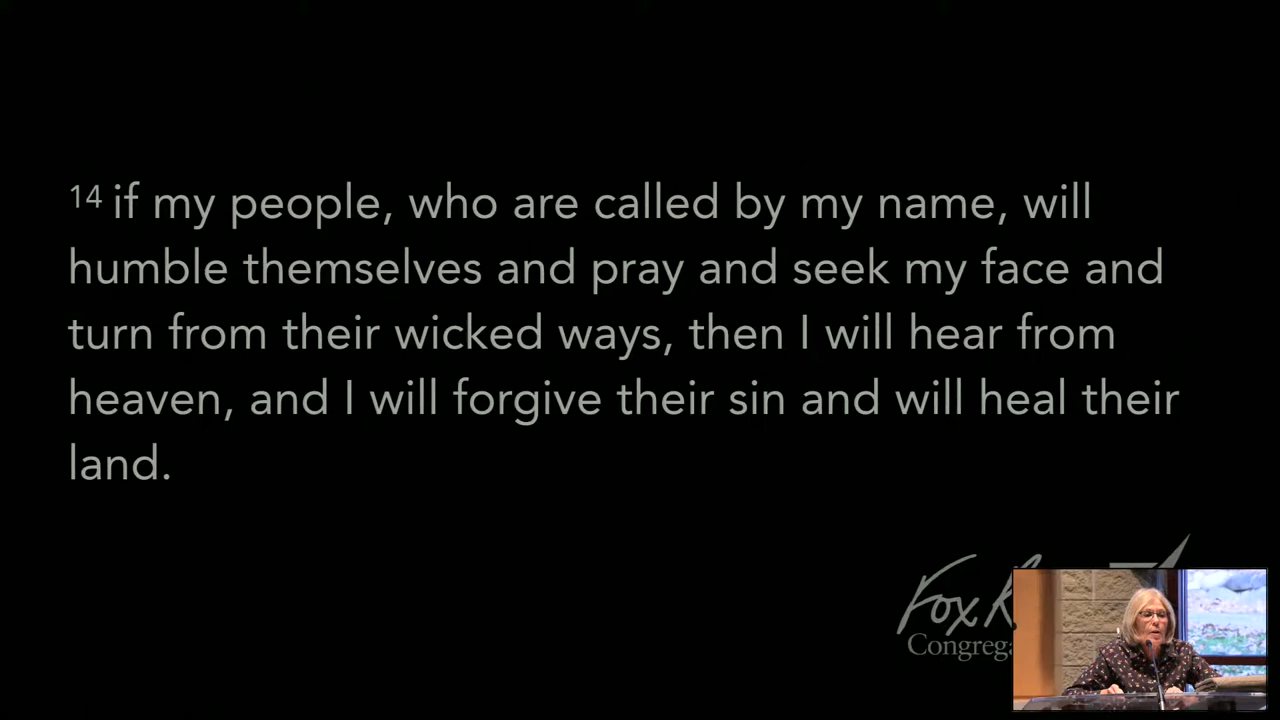 14 if my people, who are called by my name, will
humble themselves and pray and seek my face and
turn from their wicked ways, then I will hear from
heaven, and I will forgive their sin and will heal their
land.
Fox